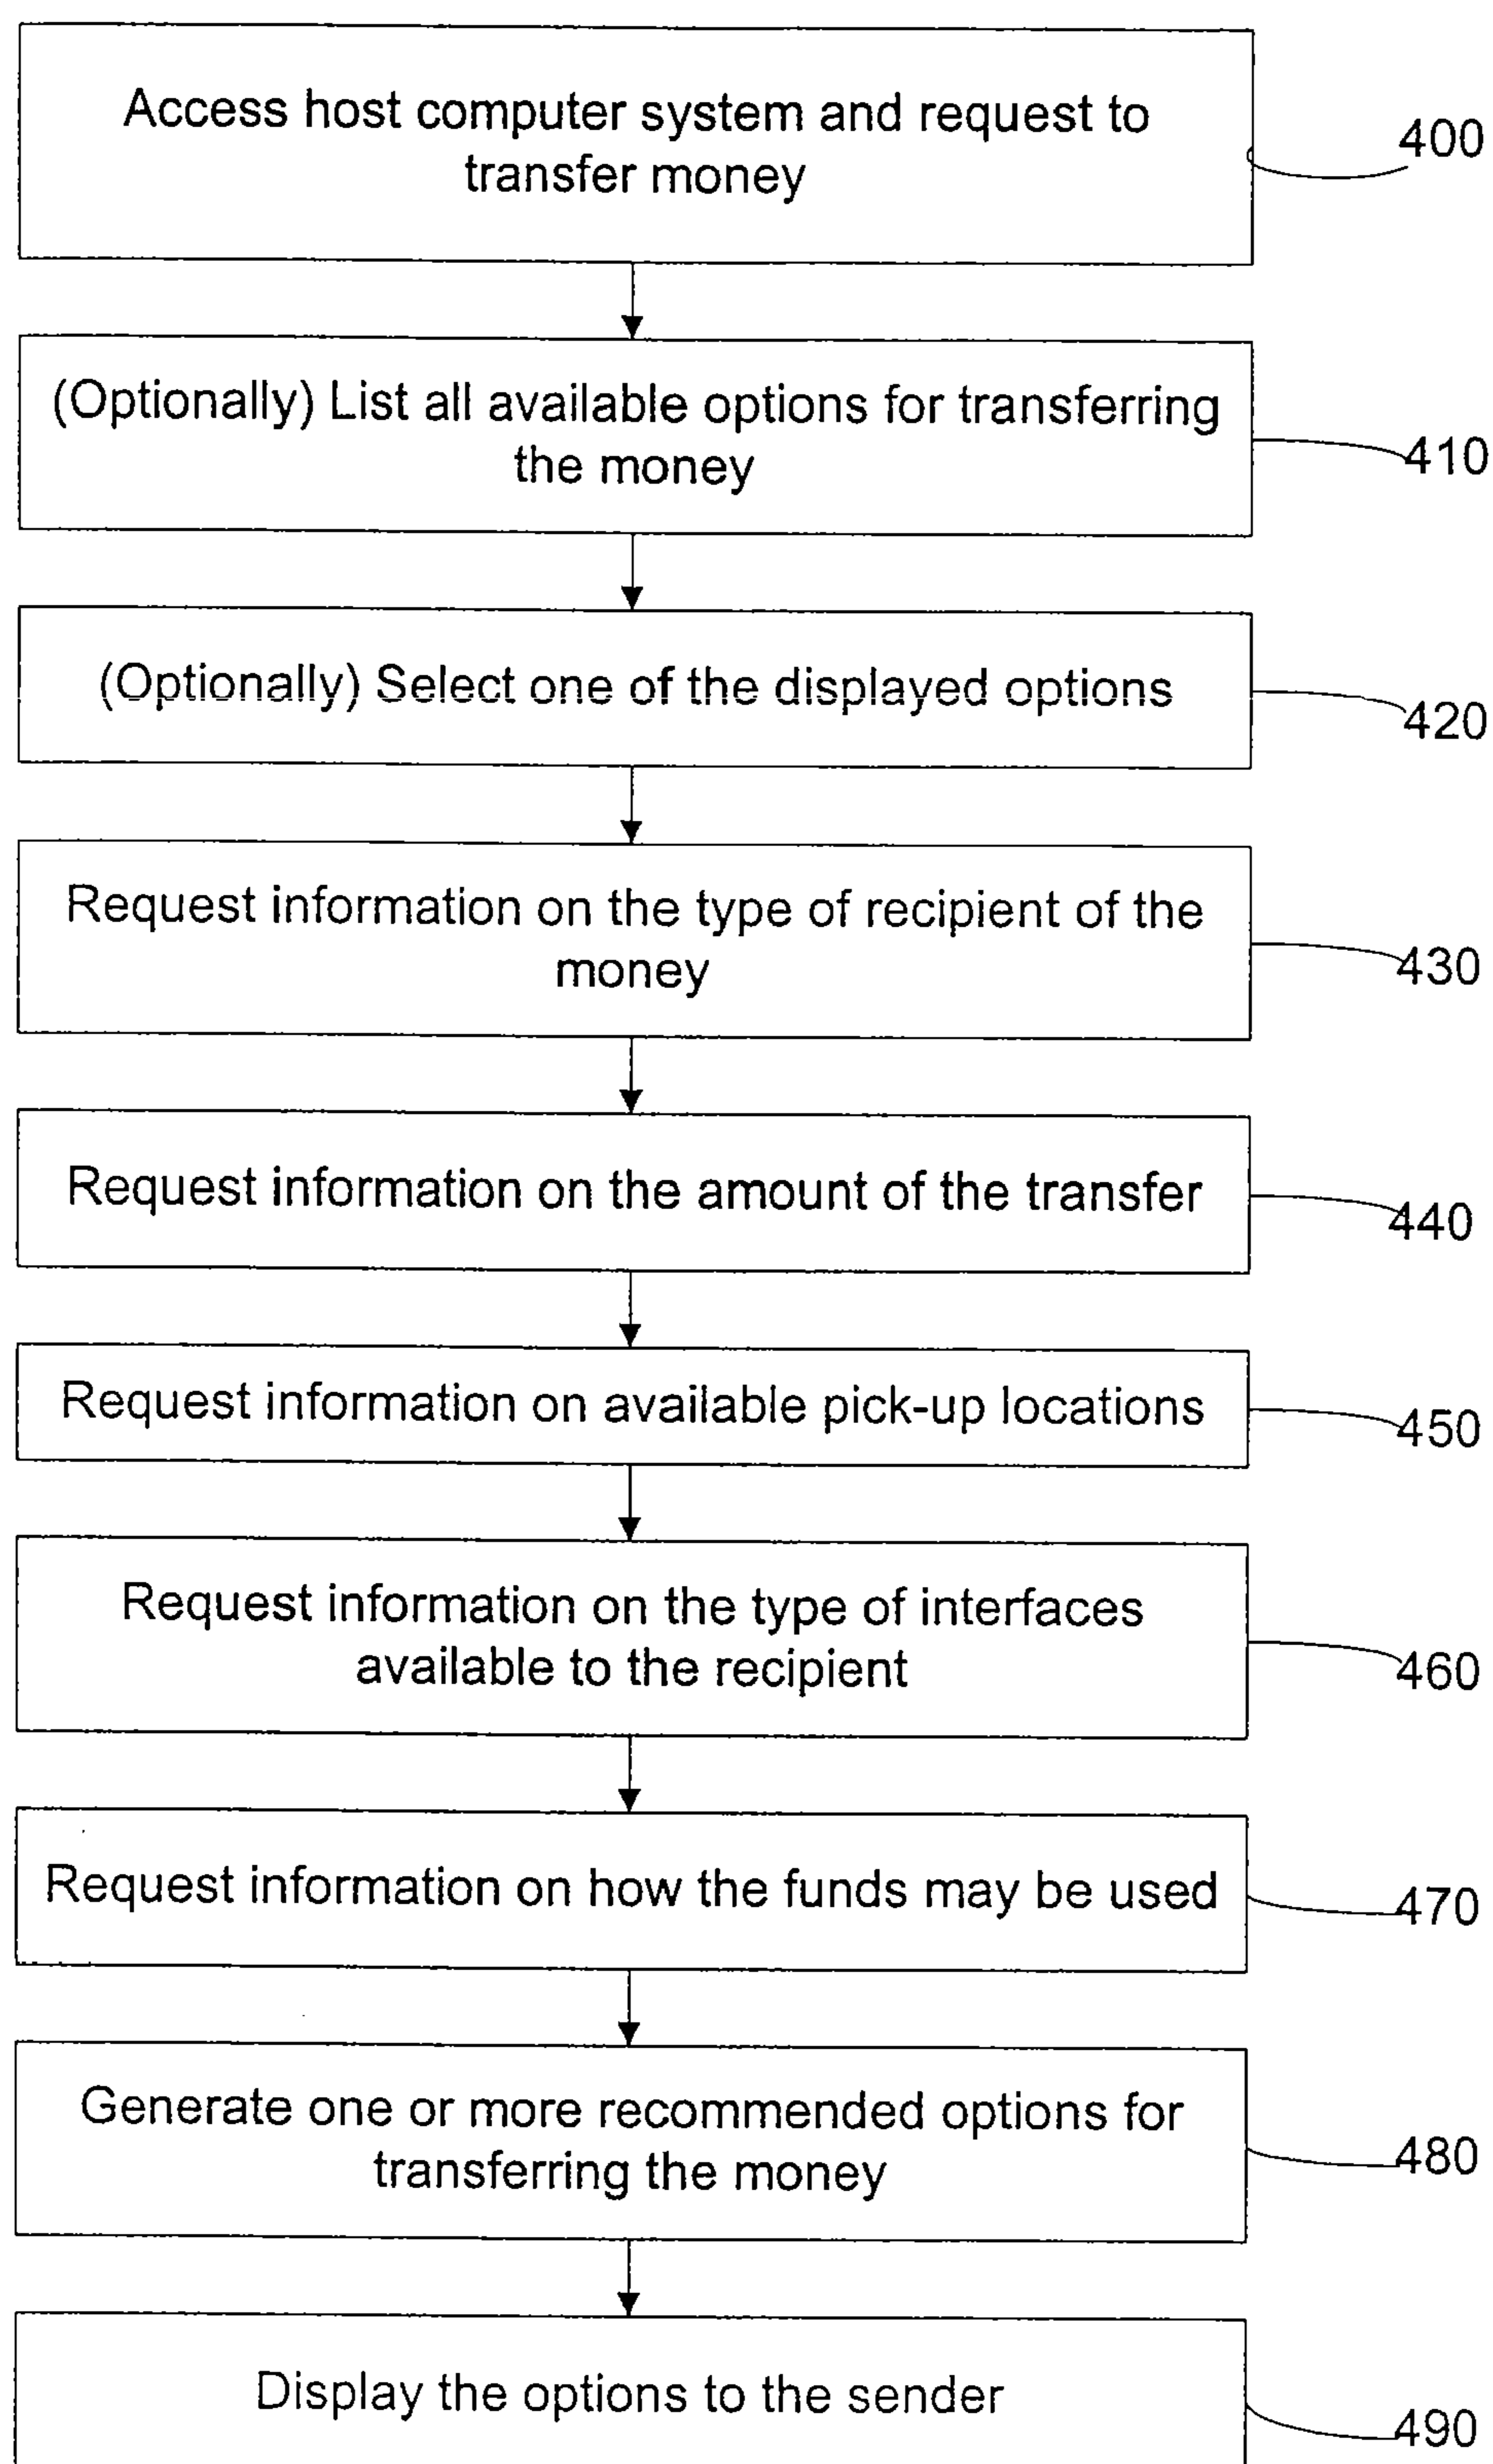 Access host computer system and request to
transfer money
400
(Optionally) List all available options for transferring
the money
410
(Optionally) Select one of the displayed options
420
Request information on the type of recipient of the
money
430
Request information on the amount of the transfer
440
Request information on available pick-up locations
450
Request information on the type of interfaces
available to the recipient
460
Request information on how the funds may be used
470
Generate one or more recommended options for
transferring the money
480
Display the options to the sender
490